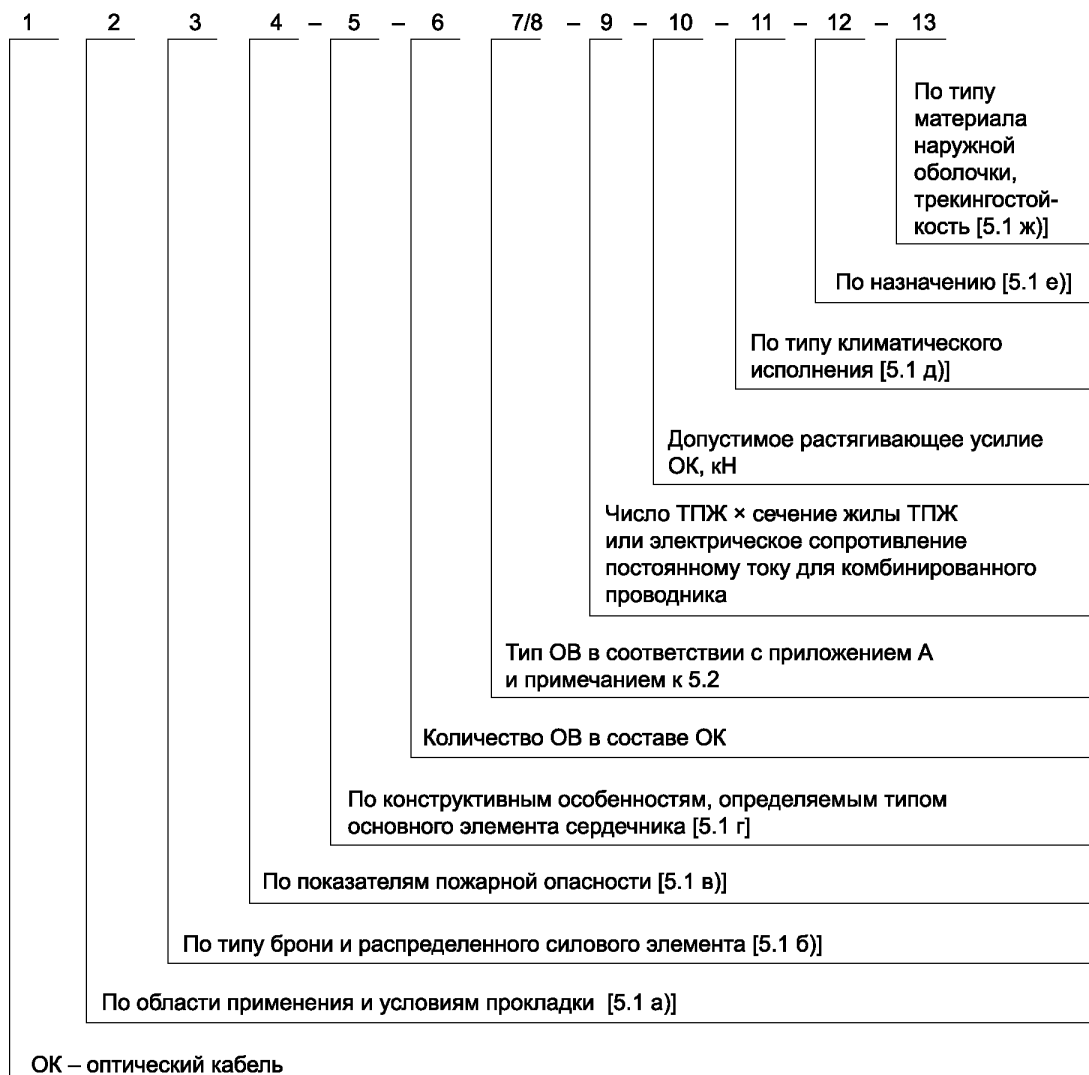 1 2 3 4 – 5 – 6 7/8 – 9 – 10 – 11 – 12 – 13
По типу
материала
наружной
оболочки,
трекингостой-
кость [5.1 ж)]
По назначению [5.1 е)]
По типу климатического
исполнения [5.1 д)]
Допустимое растягивающее усилие
ОК, кН
Число ТПЖ × сечение жилы ТПЖ
или электрическое сопротивление
постоянному току для комбинированного
проводника
Тип ОВ в соответствии с приложением А
и примечанием к 5.2
Количество ОВ в составе ОК
По конструктивным особенностям, определяемым типом
основного элемента сердечника [5.1 г]
По показателям пожарной опасности [5.1 в)]
По типу брони и распределенного силового элемента [5.1 б)]
По области применения и условиям прокладки [5.1 а)]
ОК – оптический кабель